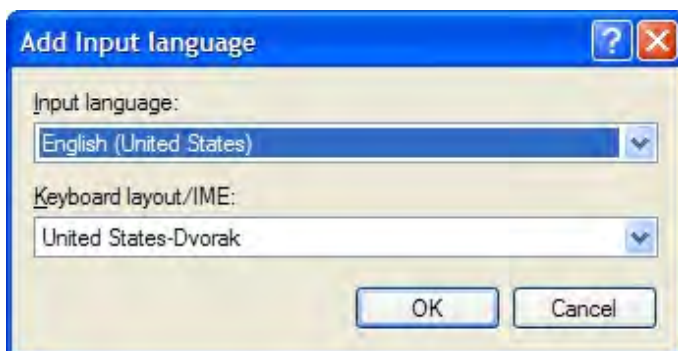 Add Input language
Input language:
English (United States)
Keyboard layout/IME:
United States-Dvorak
OK Cancel